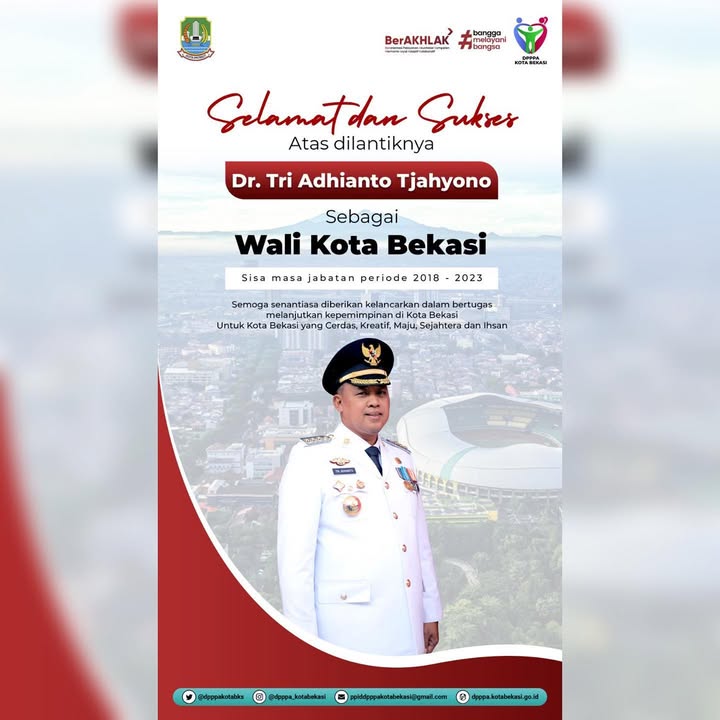 BerAKHLAK
#bangga
melayani
bangsa
DPPPA
KOTA BEKASI
Selamat dan Sukses
Atas dilantiknya
Dr. Tri Adhianto Tjahyono
Sebagai
Wali Kota Bekasi
Sisa masa jabatan periode 2018 - 2023
Semoga senantiasa diberikan kelancarkan dalam bertugas
melanjutkan kepemimpinan di Kota Bekasi
Untuk Kota Bekasi yang Cerdas, Kreatif, Maju, Sejahtera dan Ihsan
TRI ADHIANTO
@dpppakotabks
@dpppa_kotabekasi
ppiddpppakotabekasi@gmail.com
dpppa.kotabekasi.go.id